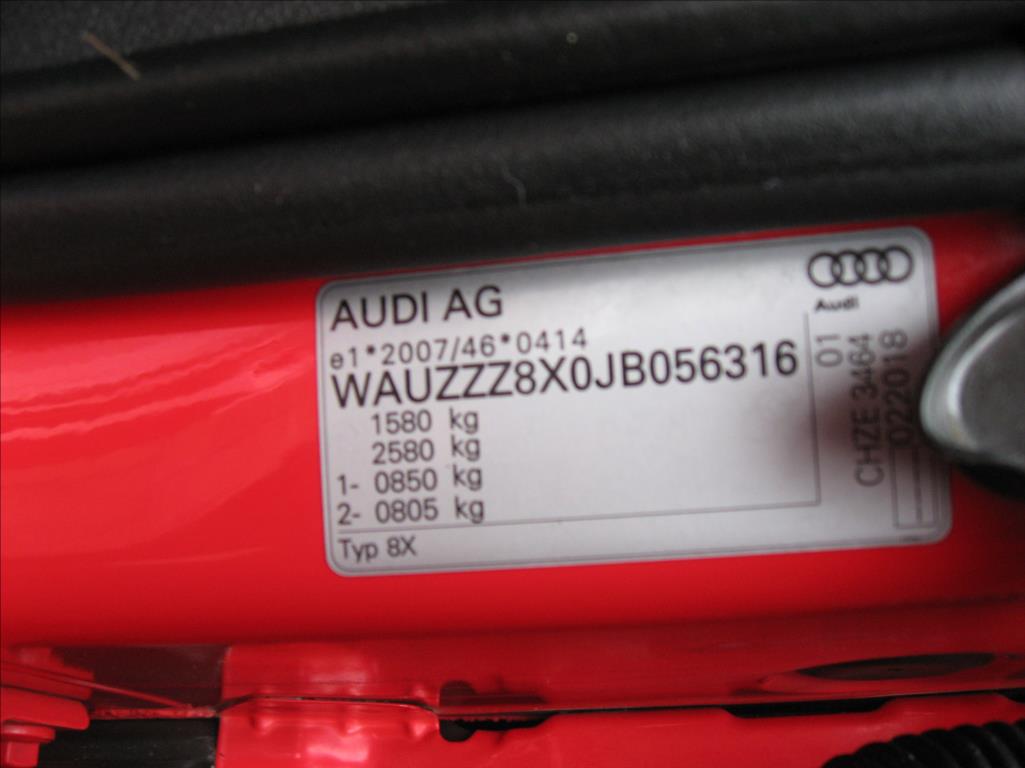 AUDI AG
e1*2007/46*0414
WAUZZZ8X0JB056316
1580 kg
2580 kg
1- 0850 kg
2- 0805 kg
Typ 8X
Audi
01
CHZE 3464
022018